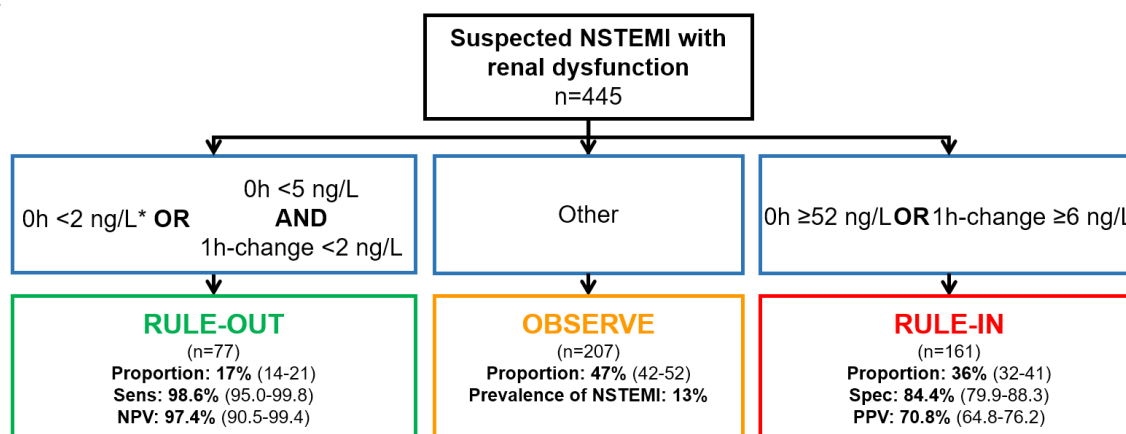 Suspected NSTEMI with
renal dysfunction
n=445
0h <2 ng/L* OR
0h <5 ng/L
AND
1h-change <2 ng/L
Other
0h ≥52 ng/L OR 1h-change ≥6 ng/L
RULE-OUT
(n=77)
Proportion: 17% (14-21)
Sens: 98.6% (95.0-99.8)
NPV: 97.4% (90.5-99.4)
OBSERVE
(n=207)
Proportion: 47% (42-52)
Prevalence of NSTEMI: 13%
RULE-IN
(n=161)
Proportion: 36% (32-41)
Spec: 84.4% (79.9-88.3)
PPV: 70.8% (64.8-76.2)